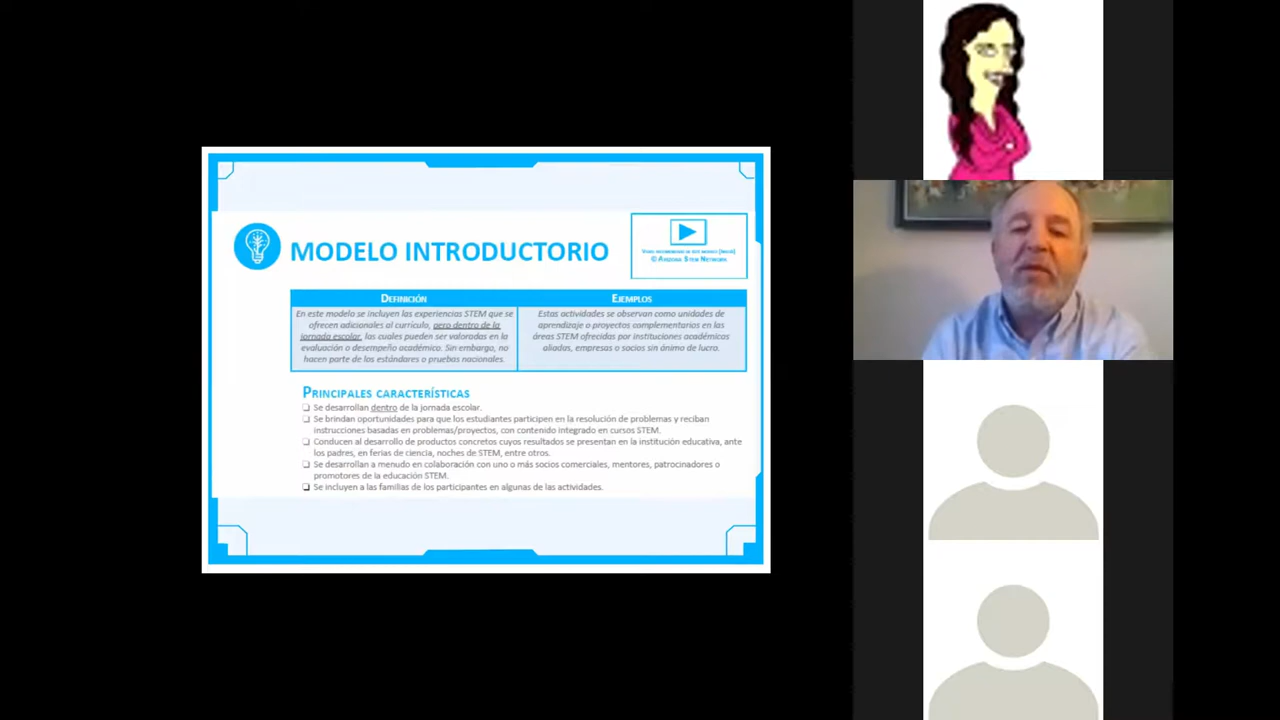 MODELO INTRODUCTORIO
© Arizona Stem Network
Definición
En este modelo se incluyen las experiencias STEM que se
ofrecen adicionales al currículo, pero dentro de la
jornada escolar, las cuales pueden ser valoradas en la
evaluación o desempeño académico. Sin embargo, no
hacen parte de los estándares o pruebas nacionales.
Ejemplos
Estas actividades se observan como unidades de
aprendizaje o proyectos complementarios en las
áreas STEM ofrecidas por instituciones académicas
aliadas, empresas o socios sin ánimo de lucro.
Principales características
Se desarrollan dentro de la jornada escolar.
Se brindan oportunidades para que los estudiantes participen en la resolución de problemas y reciban
instrucciones basadas en problemas/proyectos, con contenido integrado en cursos STEM.
Conducen al desarrollo de productos concretos cuyos resultados se presentan en la institución educativa, ante
los padres, en ferias de ciencia, noches de STEM, entre otros.
Se desarrollan a menudo en colaboración con uno o más socios comerciales, mentores, patrocinadores o
promotores de la educación STEM.
Se incluyen a las familias de los participantes en algunas de las actividades.